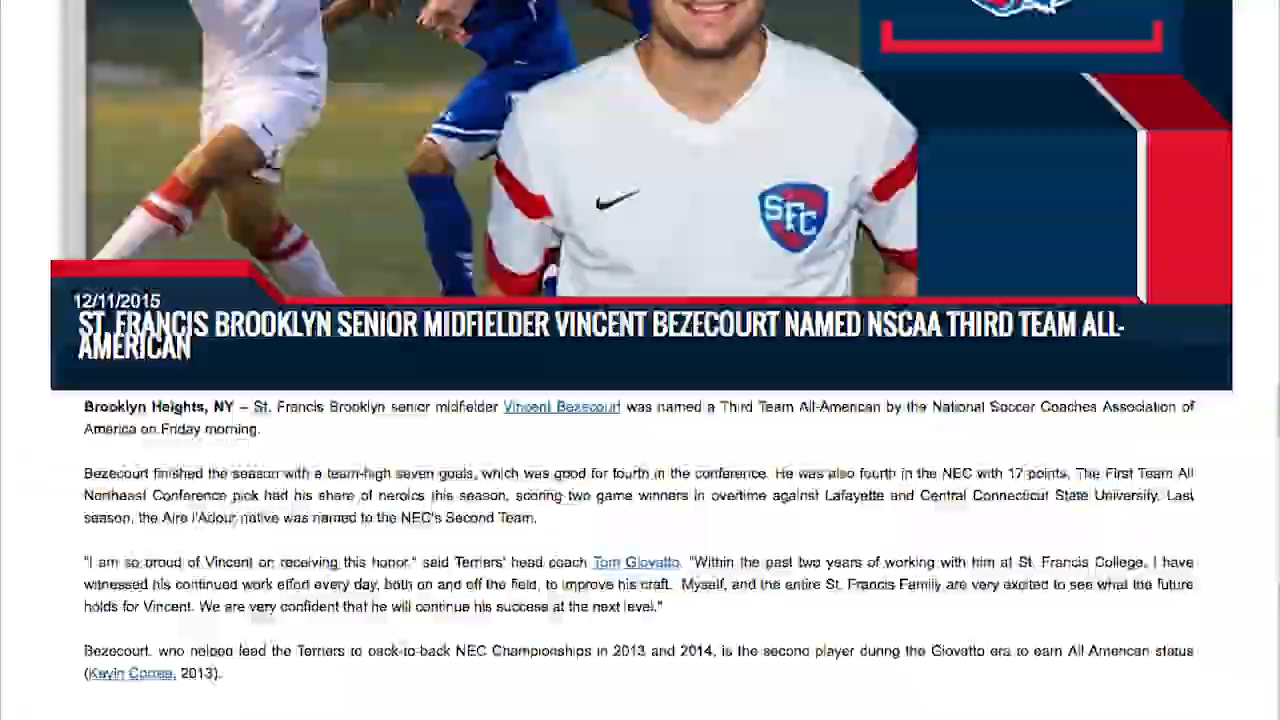 SFC
12/11/2015
ST. FRANCIS BROOKLYN SENIOR MIDFIELDER VINCENT BEZECOURT NAMED NSCAA THIRD TEAM ALL-
AMERICAN
Brooklyn Heights, NY – St. Francis Brooklyn senior midfielder Vincent Bezecourt was named a Third Team All-American by the National Soccer Coaches Association of
America on Friday morning.
Bezecourt finished the season with a team-high seven goals, which was good for fourth in the conference. He was also fourth in the NEC with 17 points. The First Team All
Northeast Conference pick had his share of heroics this season, scoring two game winners in overtime against Lafayette and Central Connecticut State University. Last
season, the Aire l'Adour native was named to the NEC's Second Team.
"I am so proud of Vincent on receiving this honor," said Terriers' head coach Tom Giovatto. "Within the past two years of working with him at St. Francis College, I have
witnessed his continued work effort every day, both on and off the field, to improve his craft. Myself, and the entire St. Francis Family are very excited to see what the future
holds for Vincent. We are very confident that he will continue his success at the next level."
Bezecourt, who helped lead the Terriers to back-to-back NEC Championships in 2013 and 2014, is the second player during the Giovatto era to earn All-American status
(Kevin Correa, 2013).